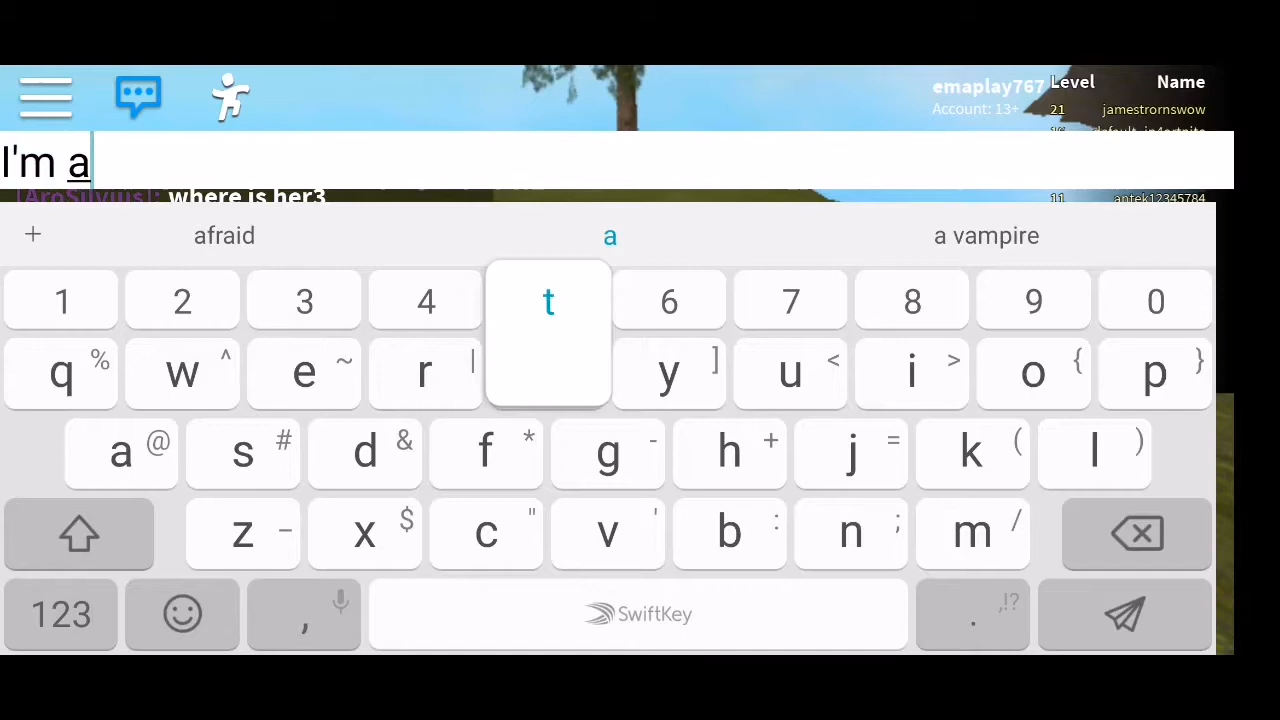 emaplay767 Level Name
Account: 13+ 21 jamestrornswow
I'm a
[AroSilvius]: where is her3
11 antek12345784
+ afraid a a vampire
1 2 3 4 t 6 7 8 9 0
q % w ^ e ~ r | y ] u < i > o { p }
a @ s # d & f * g - h + j = k ( l )
z _ x $ c " v ' b : n ; m /
123 , SwiftKey . ,!?